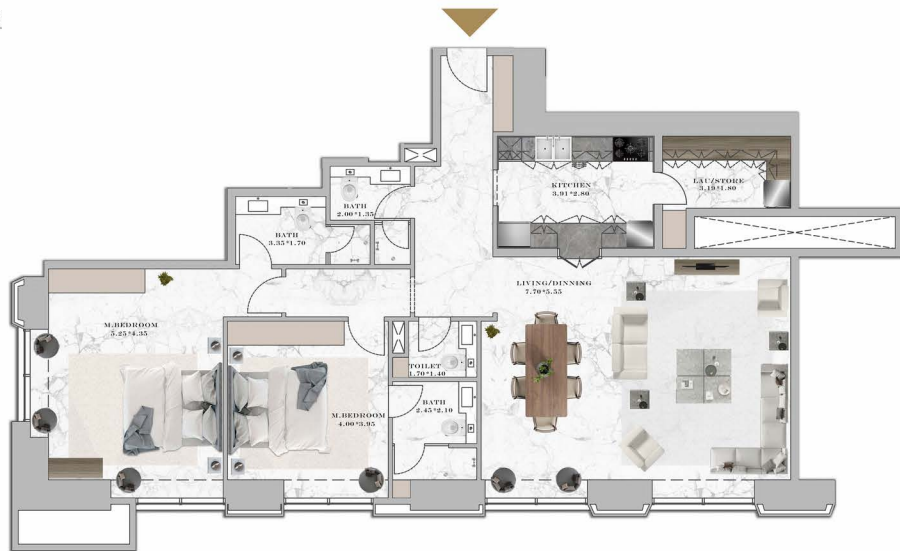 KITCHEN
3.91*2.80
LAU/STORE
3.19*1.80
BATH
2.00*1.35
BATH
3.35*1.70
LIVING/DINNING
7.70*5.55
M.BEDROOM
5.25*4.35
TOILET
1.70*1.40
BATH
2.45*2.10
M.BEDROOM
4.00*3.95